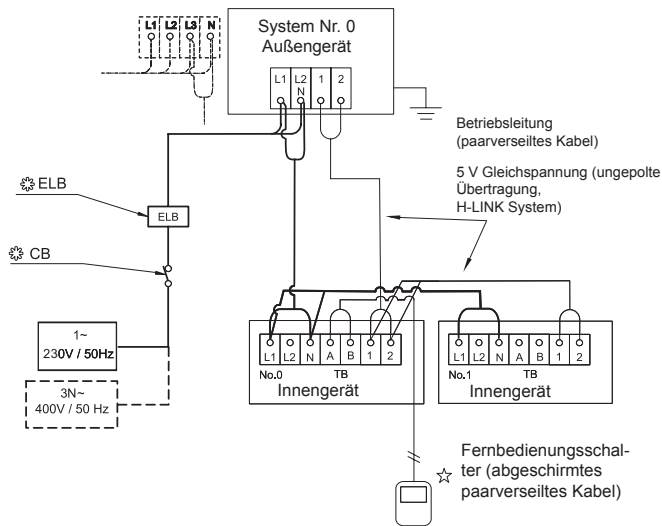 L1 L2 L3 N
System Nr. 0
Außengerät
L1 L2 N 1 2
Betriebsleitung
(paarverseiltes Kabel)
5 V Gleichspannung (ungepolte
Übertragung,
H-LINK System)
ELB
ELB
CB
1~
230V / 50Hz
3N~
400V / 50 Hz
L1 L2 N A B 1 2
No.0 TB
Innengerät
L1 L2 N A B 1 2
No.1 TB
Innengerät
Fernbedienungsschal-
ter (abgeschirmtes
paarverseiltes Kabel)